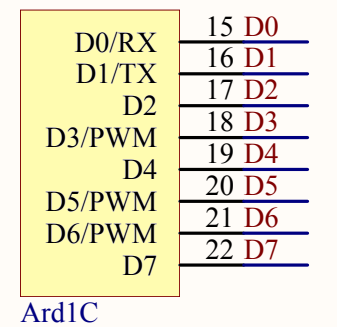 D0/RX 15 D0
D1/TX 16 D1
D2 17 D2
D3/PWM 18 D3
D4 19 D4
D5/PWM 20 D5
D6/PWM 21 D6
D7 22 D7
Ard1C